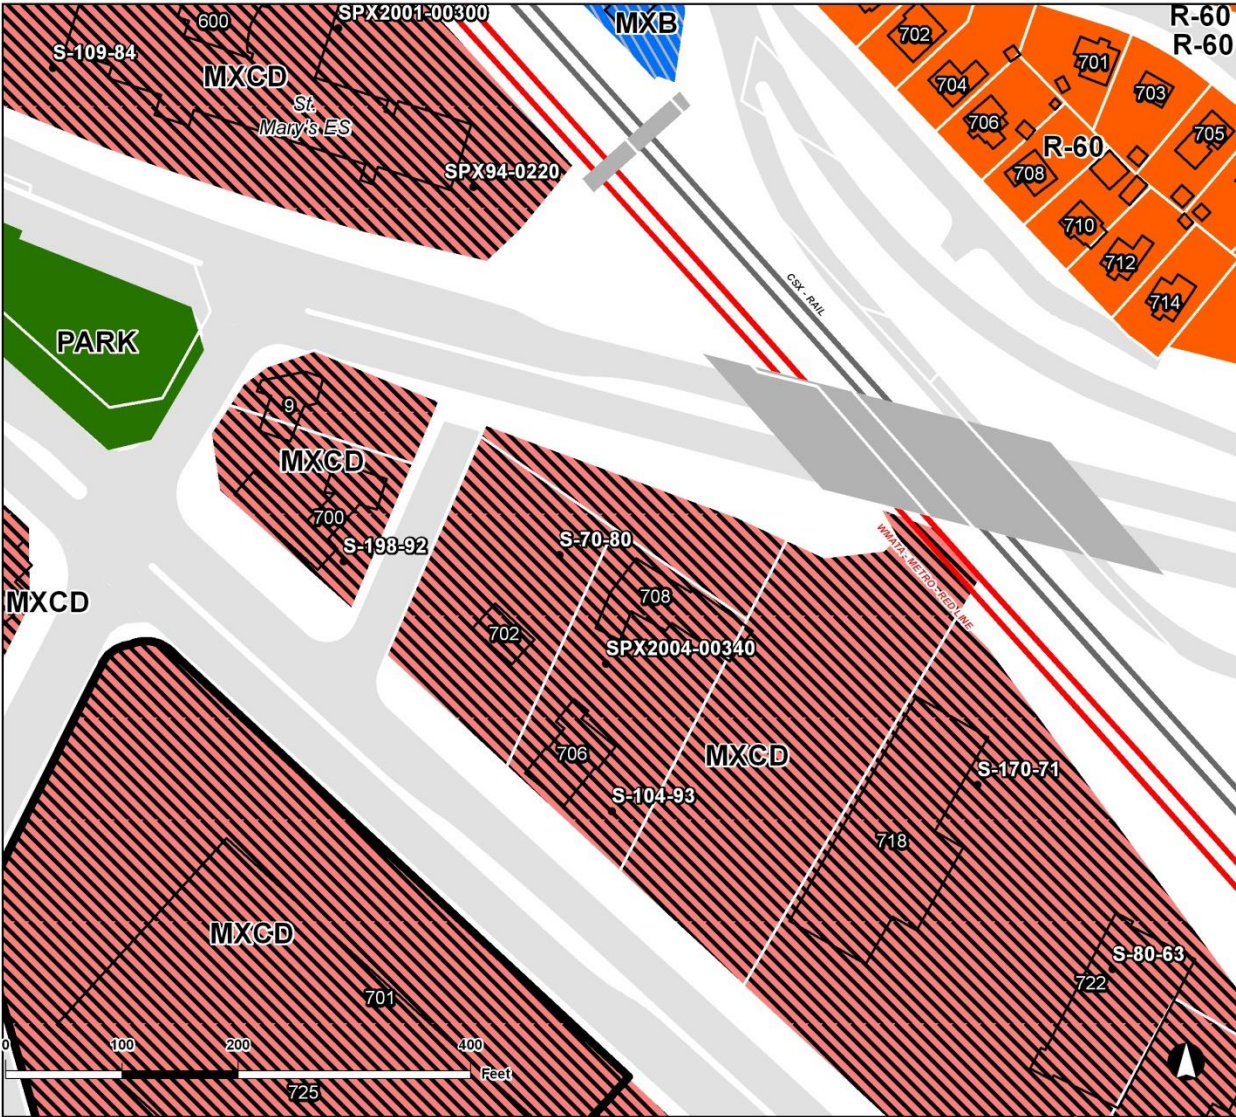 600
SPX2001-00300
MXB
R-60
R-60
S-109-84
MXCD
St.
Mary's ES
SPX94-0220
702
704
706
708
710
712
714
701
703
705
R-60
CSX - RAIL
PARK
9
MXCD
700
S-198-92
MXCD
S-70-80
708
702
SPX2004-00340
706
S-104-93
MXCD
WMATA - METRO - RED LINE
S-170-71
718
S-80-63
722
MXCD
701
0
100
200
400
Feet
725